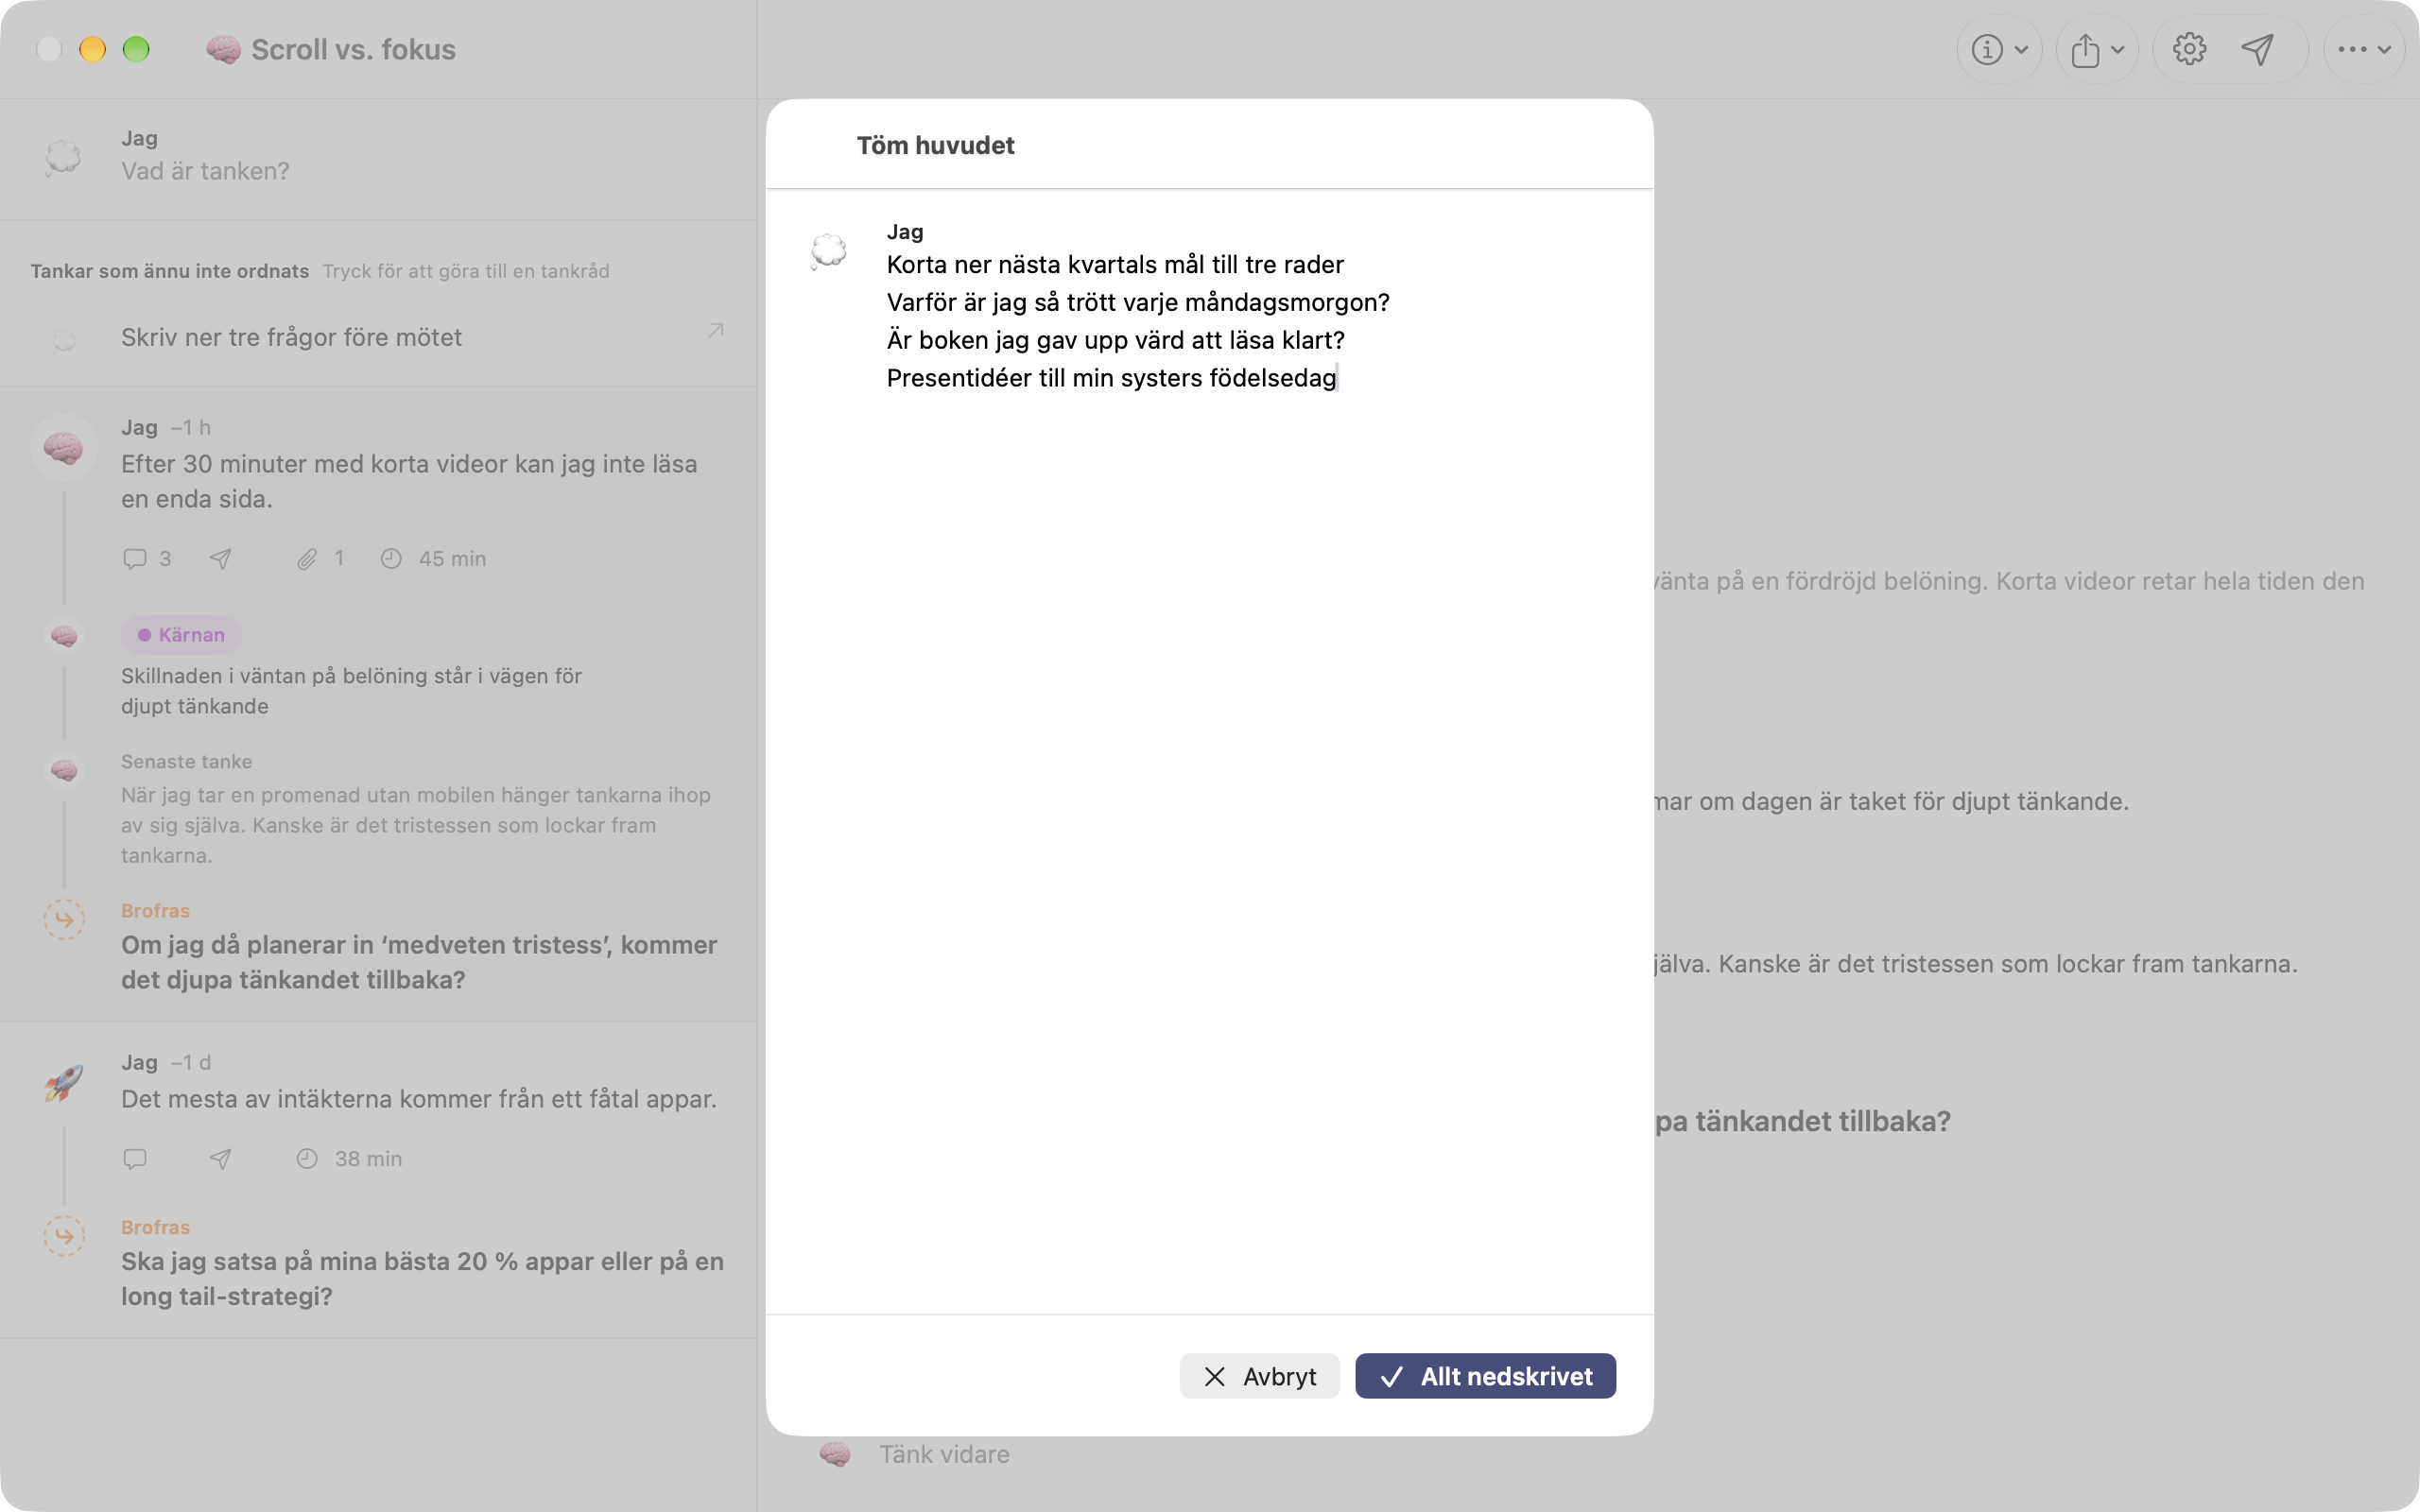 Scroll vs. fokus
Jag
Vad är tanken?
Tankar som ännu inte ordnats Tryck för att göra till en tankråd
Skriv ner tre frågor före mötet
Jag –1 h
Efter 30 minuter med korta videor kan jag inte läsa
en enda sida.
3 1 45 min
Kärnan
Skillnaden i väntan på belöning står i vägen för
djupt tänkande
Senaste tanke
När jag tar en promenad utan mobilen hänger tankarna ihop
av sig själva. Kanske är det tristessen som lockar fram
tankarna.
Brofras
Om jag då planerar in ‘medveten tristess’, kommer
det djupa tänkandet tillbaka?
Jag –1 d
Det mesta av intäkterna kommer från ett fåtal appar.
38 min
Brofras
Ska jag satsa på mina bästa 20 % appar eller på en
long tail-strategi?
Töm huvudet
Jag
Korta ner nästa kvartals mål till tre rader
Varför är jag så trött varje måndagsmorgon?
Är boken jag gav upp värd att läsa klart?
Presentidéer till min systers födelsedag
Avbryt
Allt nedskrivet
vänta på en fördröjd belöning. Korta videor retar hela tiden den
om dagen är taket för djupt tänkande.
Kanske är det tristessen som lockar fram tankarna.
tänkandet tillbaka?
Tänk vidare